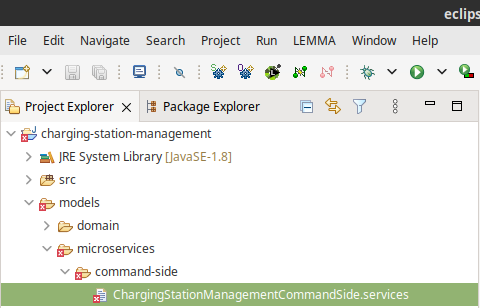 eclips
File Edit Navigate Search Project Run LEMMA Window Help
Project Explorer Package Explorer
charging-station-management
JRE System Library [JavaSE-1.8]
src
models
domain
microservices
command-side
ChargingStationManagementCommandSide.services